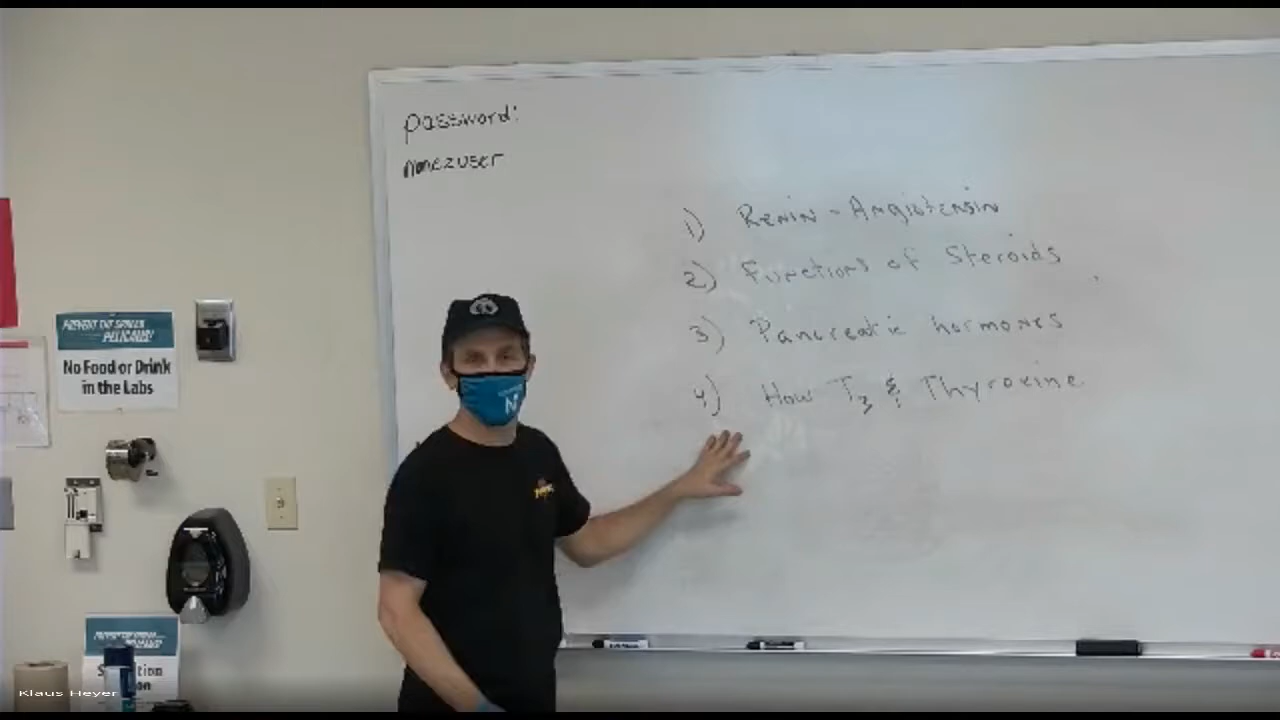 password:
1) Renin - Angiotensin
2) Functions of Steroids
3) Pancreatic hormones
4) How T3 & Thyroxine
PELICANS!
No Food or Drink
in the Labs
Klaus Heyer
N